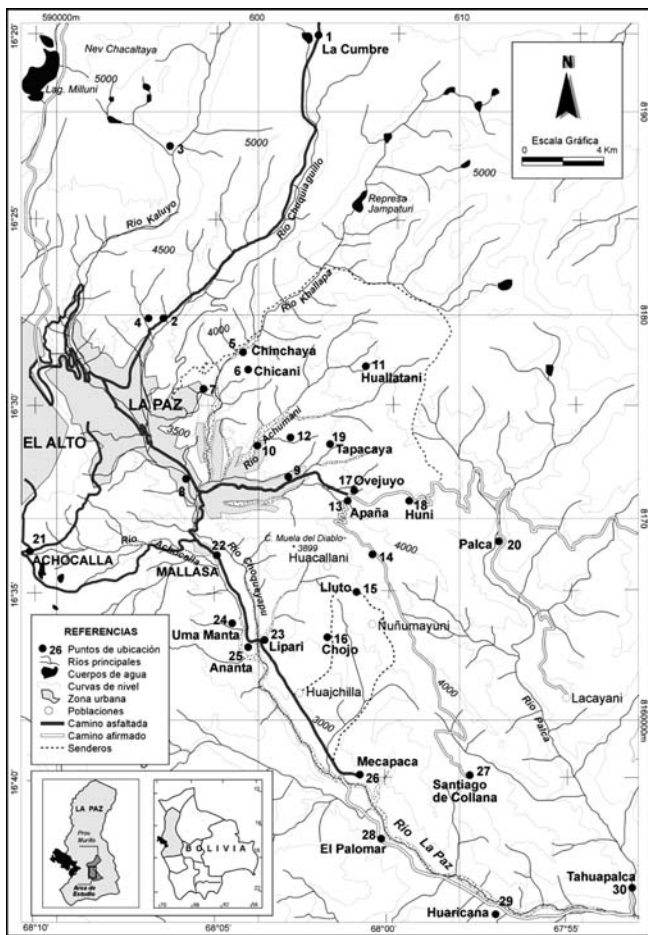 590000m
600
610
16°20'
1
La Cumbre
Nev Chacaltaya
5000
Lag. Milluni
N
Escala Gráfica
0
4 Km
8190
3
5000
5000
Río Kaluyo
Río Choquiaguillo
Represa
Jampaturi
16°25'
4500
Río Khallapa
4
2
4000
8180
5
Chinchaya
6
Chicani
11
Huallatani
7
LA PAZ
16°30'
3500
Río Achumani
12
19
Tapacaya
10
EL ALTO
8
9
17
Ovejuyo
13
Apaña
18
Huni
8170
21
ACHOCALLA
Río
Achocalla
22
MALLASA
Río Choqueyapu
C. Muela del Diablo
3899
Huacallani
4000
14
Palca
20
16°35'
Lluto
15
24
Uma Manta
23
Lipari
16
Chojo
Nuñumayuni
25
Ananta
REFERENCIAS
26 Puntos de ubicación
Ríos principales
Cuerpos de agua
Curvas de nivel
Zona urbana
Poblaciones
Camino asfaltada
Camino afirmado
Senderos
Huajchilla
3000
4000
Lacayani
Río Palca
8160000m
16°40'
Mecapaca
26
27
Santiago
de Collana
LA PAZ
Prov.
Murillo
Area de
Estudio
BOLIVIA
28
El Palomar
Río La Paz
Tahuapalca
30
29
Huaricana
68°10'
68°05'
68°00'
67°55'